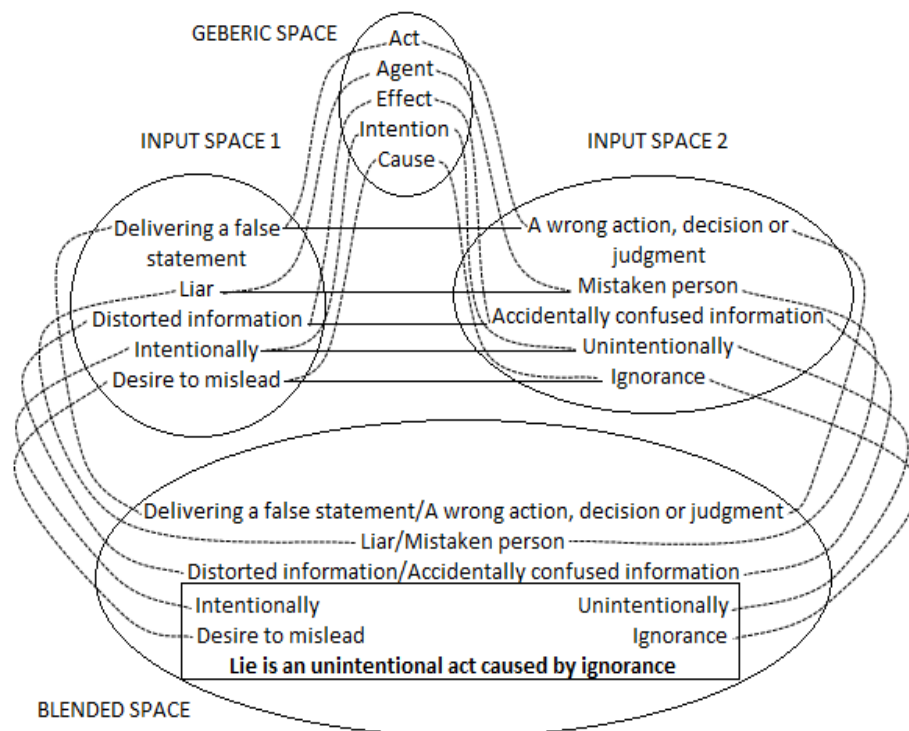 GEBERIC SPACE
Act
Agent
Effect
Intention
Cause
INPUT SPACE 1
INPUT SPACE 2
Delivering a false
statement
Liar
Distorted information
Intentionally
Desire to mislead
A wrong action, decision or
judgment
Mistaken person
Accidentally confused information
Unintentionally
Ignorance
Delivering a false statement/A wrong action, decision or judgment
Liar/Mistaken person
Distorted information/Accidentally confused information
Intentionally
Unintentionally
Desire to mislead
Ignorance
Lie is an unintentional act caused by ignorance
BLENDED SPACE